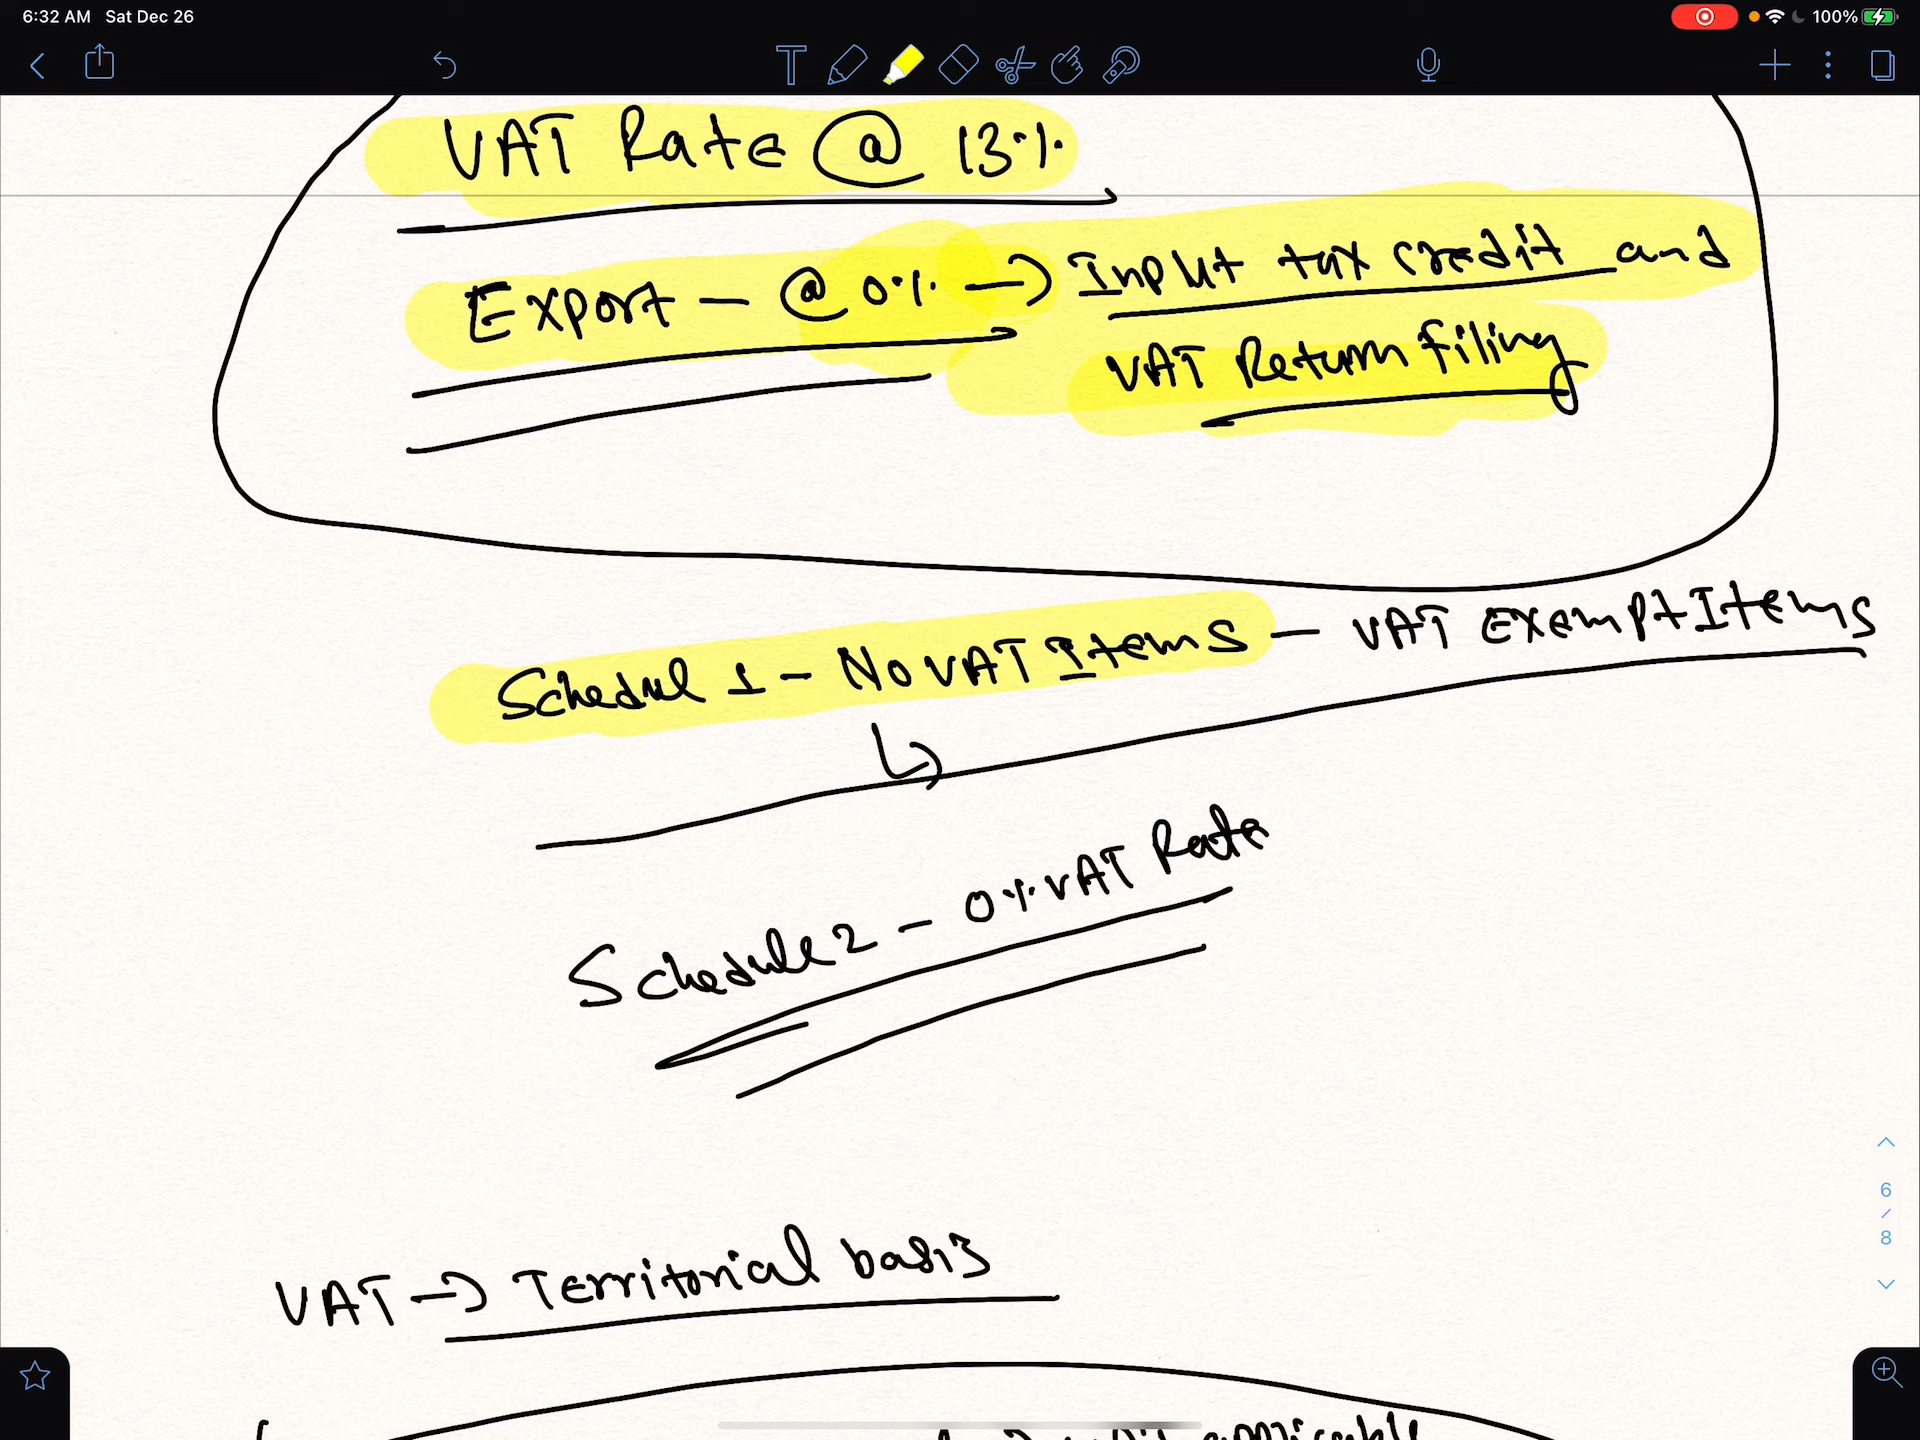 6:32 AM Sat Dec 26
100%
VAT Rate @ 13%
Export - @ 0% → Input tax credit and
VAT Return filing
Schedul 1 - No VAT Items - VAT Exempt Items
Schedule 2 - 0% VAT Rate
6
/
8
VAT → Territorial basis
applicable